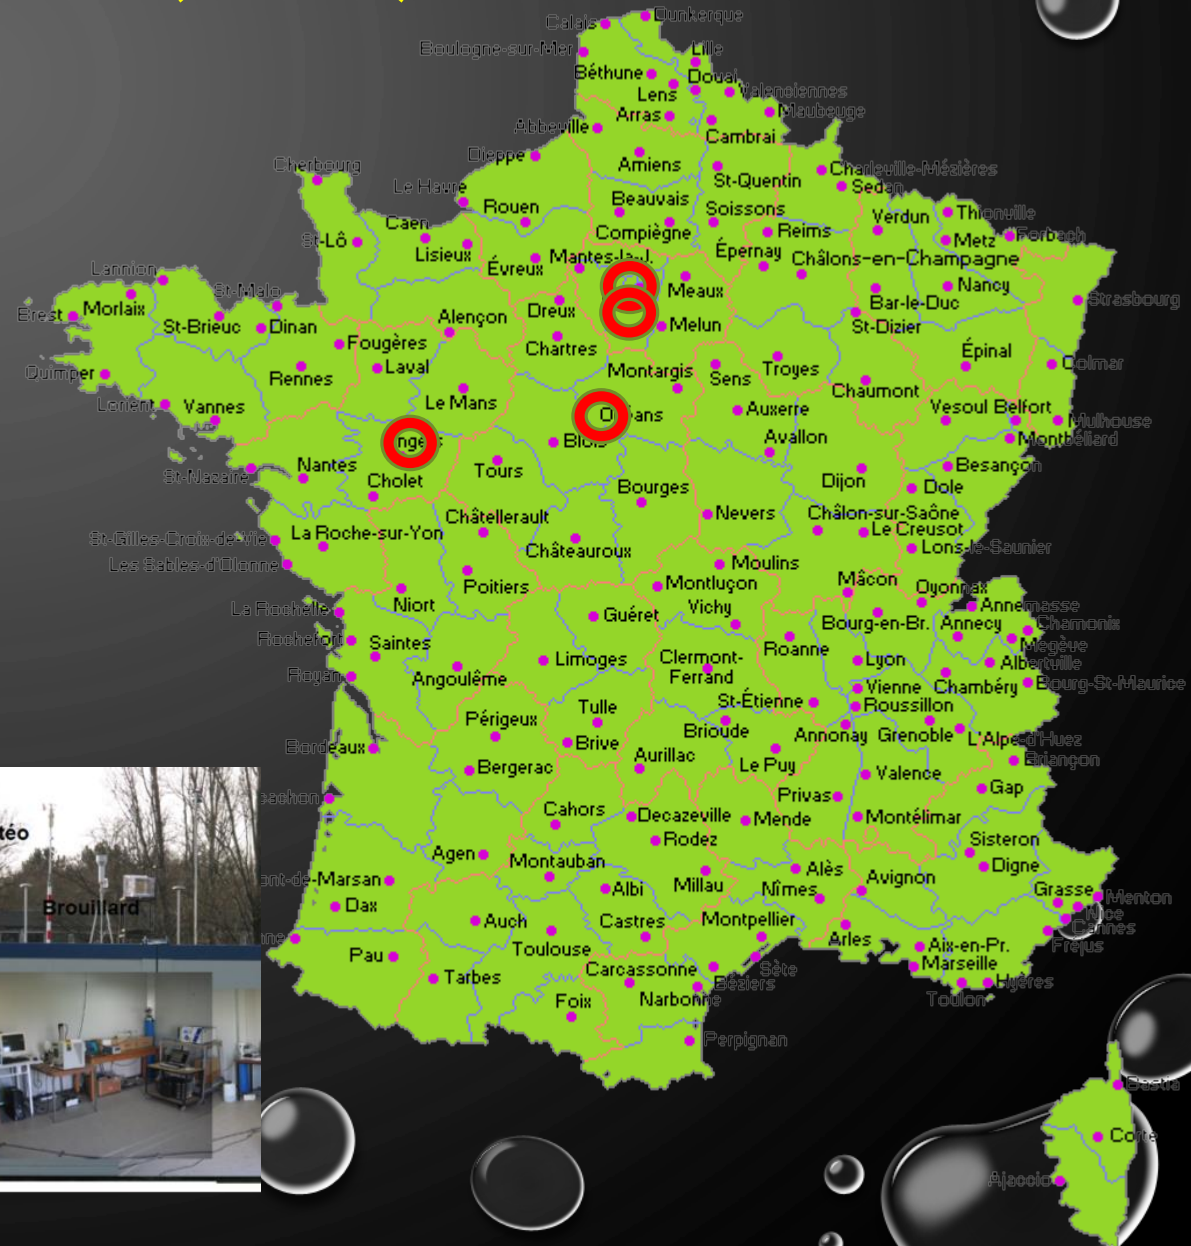 Dunkerque
Calais
Boulogne-sur-Mer
Lille
Béthune
Douai
Lens
Valenciennes
Arras
Maubeuge
Abbeville
Cambrai
Dieppe
Amiens
Cherbourg
Charleville-Mézières
St-Quentin
Sedan
Le Havre
Rouen
Beauvais
Soissons
Verdun
Thionville
Caen
Compiègne
Reims
Forbach
St-Lô
Metz
Lisieux
Évreux
Mantes-la-J.
Épernay
Châlons-en-Champagne
Lannion
St-Malo
Meaux
Nancy
Morlaix
Bar-le-Duc
Strasbourg
Brest
St-Brieuc
Dinan
Alençon
Dreux
Melun
St-Dizier
Fougères
Chartres
Épinal
Laval
Colmar
Quimper
Rennes
Montargis
Sens
Troyes
Chaumont
Lorient
Vannes
Le Mans
Auxerre
Vesoul
Belfort
Mulhouse
Avallon
Montbéliard
St-Nazaire
Nantes
Tours
Besançon
Cholet
Bourges
Dijon
Dole
Châtellerault
Nevers
Châlon-sur-Saône
St-Gilles-Croix-de-Vie
La Roche-sur-Yon
Le Creusot
Châteauroux
Lons-le-Saunier
Les Sables-d'Olonne
Moulins
Poitiers
Montluçon
Mâcon
Oyonnax
Niort
La Rochelle
Guéret
Vichy
Annemasse
Bourg-en-Br.
Annecy
Chamonix
Rochefort
Saintes
Roanne
Megève
Limoges
Clermont-
Ferrand
Lyon
Albertville
Royan
Angoulême
Vienne
Chambéry
Bourg-St-Maurice
St-Étienne
Roussillon
Périgeux
Tulle
Brioude
Annonay
Grenoble
L'Alpe-d'Huez
Bordeaux
Brive
Aurillac
Le Puy
Briançon
Bergerac
Valence
Privas
Gap
Cahors
Decazeville
Mende
Montélimar
Rodez
Sisteron
Agen
Montauban
Alès
Digne
Albi
Millau
Nîmes
Avignon
Grasse
Menton
Dax
Nice
Auch
Castres
Montpellier
Cannes
Toulouse
Arles
Aix-en-Pr.
Fréjus
Pau
Marseille
Tarbes
Carcassonne
Sète
Béziers
Hyères
Foix
Narbonne
Toulon
Perpignan
Bastia
Corte
Ajaccio
Brouillard